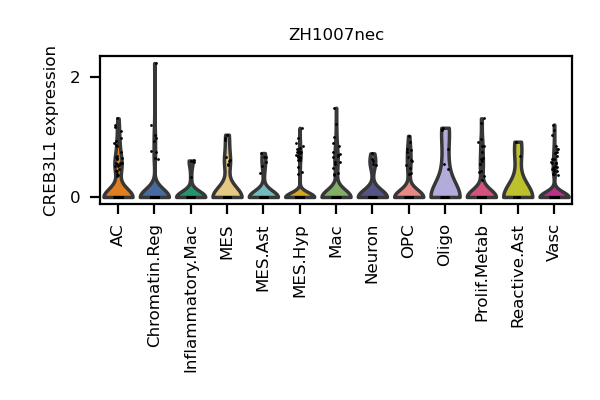 ZH1007nec
CREB3L1 expression
2
0
AC
Chromatin.Reg
Inflammatory.Mac
MES
MES.Ast
MES.Hyp
Mac
Neuron
OPC
Oligo
Prolif.Metab
Reactive.Ast
Vasc